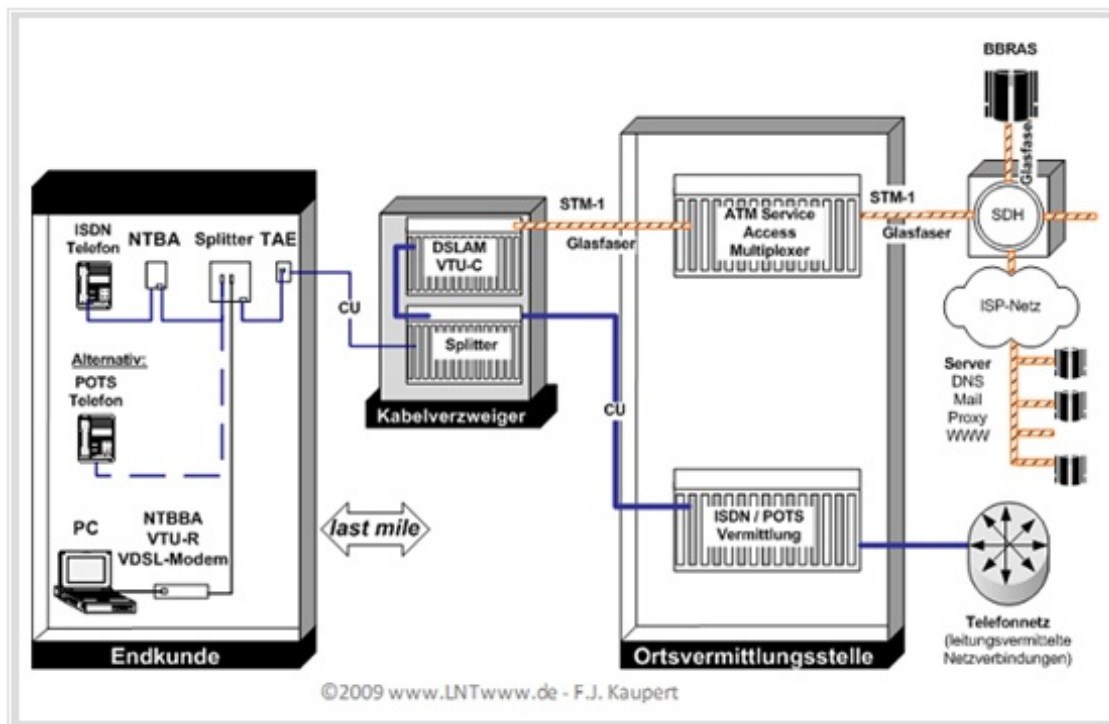 BBRAS
Glasfaser
ISDN
Telefon
NTBA
Splitter
TAE
CU
Alternativ:
POTS
Telefon
PC
NTBBA
VTU-R
VDSL-Modem
Endkunde
last mile
DSLAM
VTU-C
Splitter
Kabelverzweiger
STM-1
Glasfaser
CU
ATM Service
Access
Multiplexer
ISDN / POTS
Vermittlung
Ortsvermittlungsstelle
STM-1
Glasfaser
SDH
ISP-Netz
Server
DNS
Mail
Proxy
WWW
Telefonnetz
(leitungsvermittelte
Netzverbindungen)
©2009 www.LNTwww.de - F.J. Kaupert